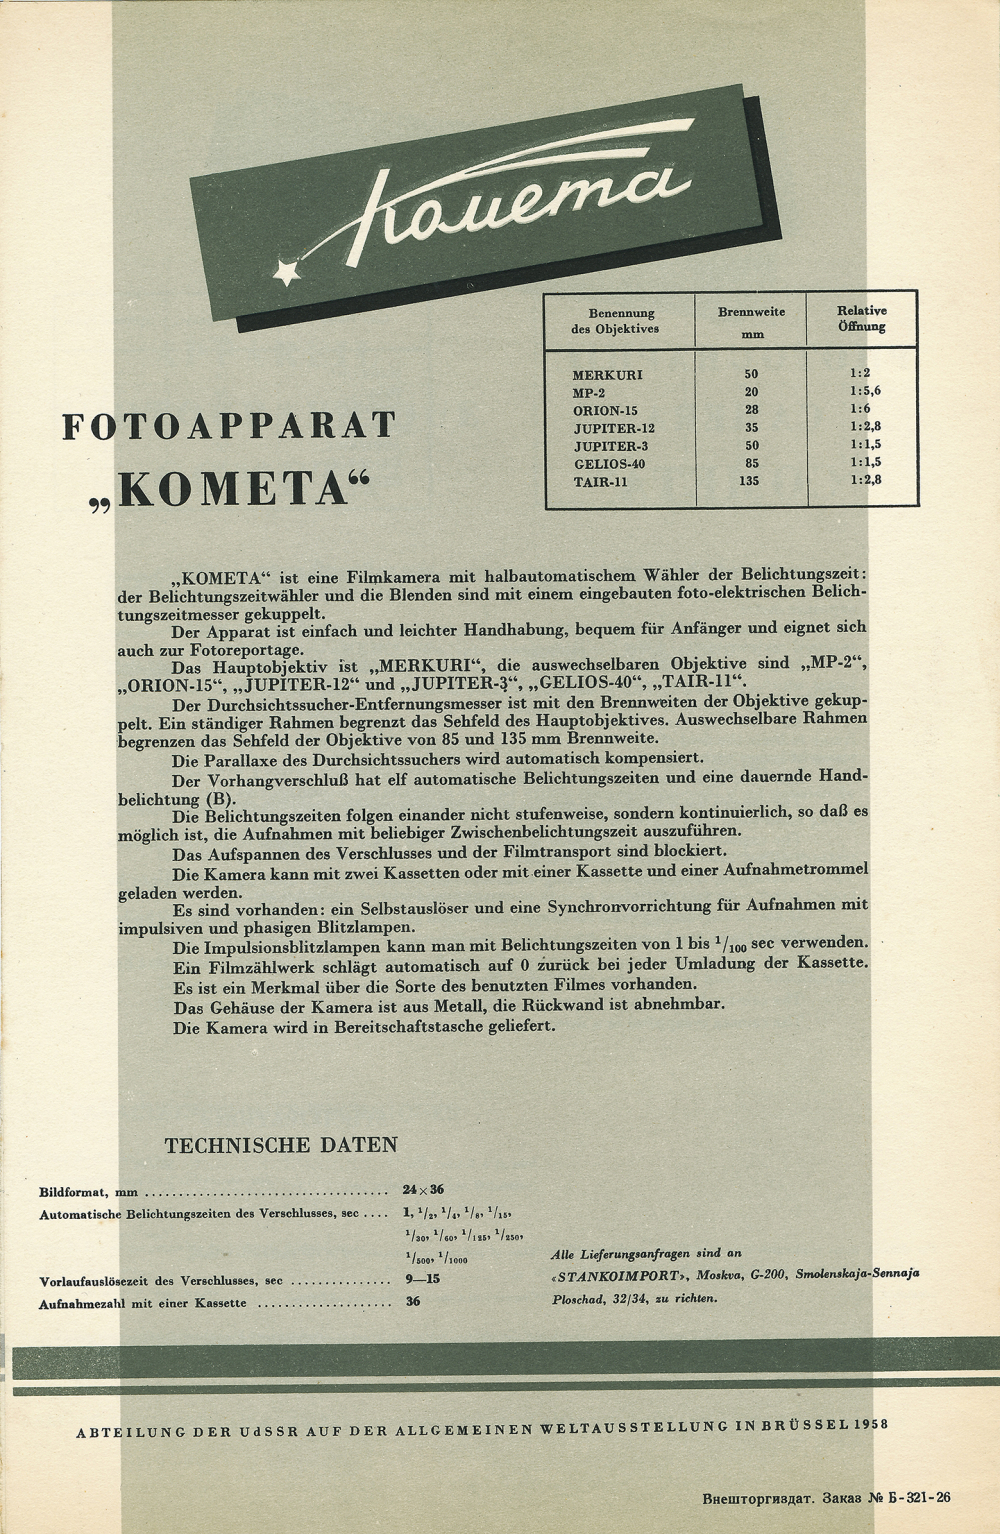 Комета
Benennung des Objektives | Brennweite mm | Relative Öffnung
MERKURI 50 1:2
MP-2 20 1:5,6
ORION-15 28 1:6
JUPITER-12 35 1:2,8
JUPITER-3 50 1:1,5
GELIOS-40 85 1:1,5
TAIR-11 135 1:2,8
FOTOAPPARAT
„KOMETA“
„KOMETA“ ist eine Filmkamera mit halbautomatischem Wähler der Belichtungszeit:
der Belichtungszeitwähler und die Blenden sind mit einem eingebauten foto-elektrischen Belich-
tungszeitmesser gekuppelt.
Der Apparat ist einfach und leichter Handhabung, bequem für Anfänger und eignet sich
auch zur Fotoreportage.
Das Hauptobjektiv ist „MERKURI“, die auswechselbaren Objektive sind „MP-2“,
„ORION-15“, „JUPITER-12“ und „JUPITER-3“, „GELIOS-40“, „TAIR-11“.
Der Durchsichtssucher-Entfernungsmesser ist mit den Brennweiten der Objektive gekup-
pelt. Ein ständiger Rahmen begrenzt das Sehfeld des Hauptobjektives. Auswechselbare Rahmen
begrenzen das Sehfeld der Objektive von 85 und 135 mm Brennweite.
Die Parallaxe des Durchsichtssuchers wird automatisch kompensiert.
Der Vorhangverschluß hat elf automatische Belichtungszeiten und eine dauernde Hand-
belichtung (B).
Die Belichtungszeiten folgen einander nicht stufenweise, sondern kontinuierlich, so daß es
möglich ist, die Aufnahmen mit beliebiger Zwischenbelichtungszeit auszuführen.
Das Aufspannen des Verschlusses und der Filmtransport sind blockiert.
Die Kamera kann mit zwei Kassetten oder mit einer Kassette und einer Aufnahmetrommel
geladen werden.
Es sind vorhanden: ein Selbstauslöser und eine Synchronvorrichtung für Aufnahmen mit
impulsiven und phasigen Blitzlampen.
Die Impulsionsblitzlampen kann man mit Belichtungszeiten von 1 bis 1/100 sec verwenden.
Ein Filmzählwerk schlägt automatisch auf 0 zurück bei jeder Umladung der Kassette.
Es ist ein Merkmal über die Sorte des benutzten Filmes vorhanden.
Das Gehäuse der Kamera ist aus Metall, die Rückwand ist abnehmbar.
Die Kamera wird in Bereitschaftstasche geliefert.
TECHNISCHE DATEN
Bildformat, mm .................................... 24×36
Automatische Belichtungszeiten des Verschlusses, sec .... 1, 1/2, 1/4, 1/8, 1/15,
1/30, 1/60, 1/125, 1/250,
1/500, 1/1000
Vorlaufauslösezeit des Verschlusses, sec ............... 9—15
Aufnahmezahl mit einer Kassette .................... 36
Alle Lieferungsanfragen sind an
«STANKOIMPORT», Moskva, G-200, Smolenskaja-Sennaja
Ploschad, 32/34, zu richten.
ABTEILUNG DER UdSSR AUF DER ALLGEMEINEN WELTAUSSTELLUNG IN BRÜSSEL 1958
Внешторгиздат. Заказ № Б-321-26